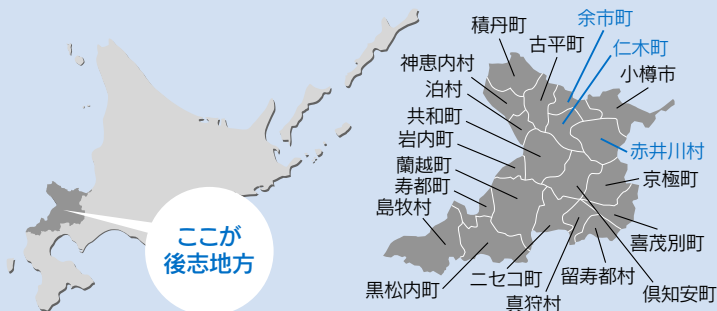 ここが
後志地方
積丹町
古平町
余市町
仁木町
小樽市
神恵内村
泊村
共和町
岩内町
蘭越町
寿都町
島牧村
赤井川村
京極町
喜茂別町
倶知安町
留寿都村
真狩村
ニセコ町
黒松内町